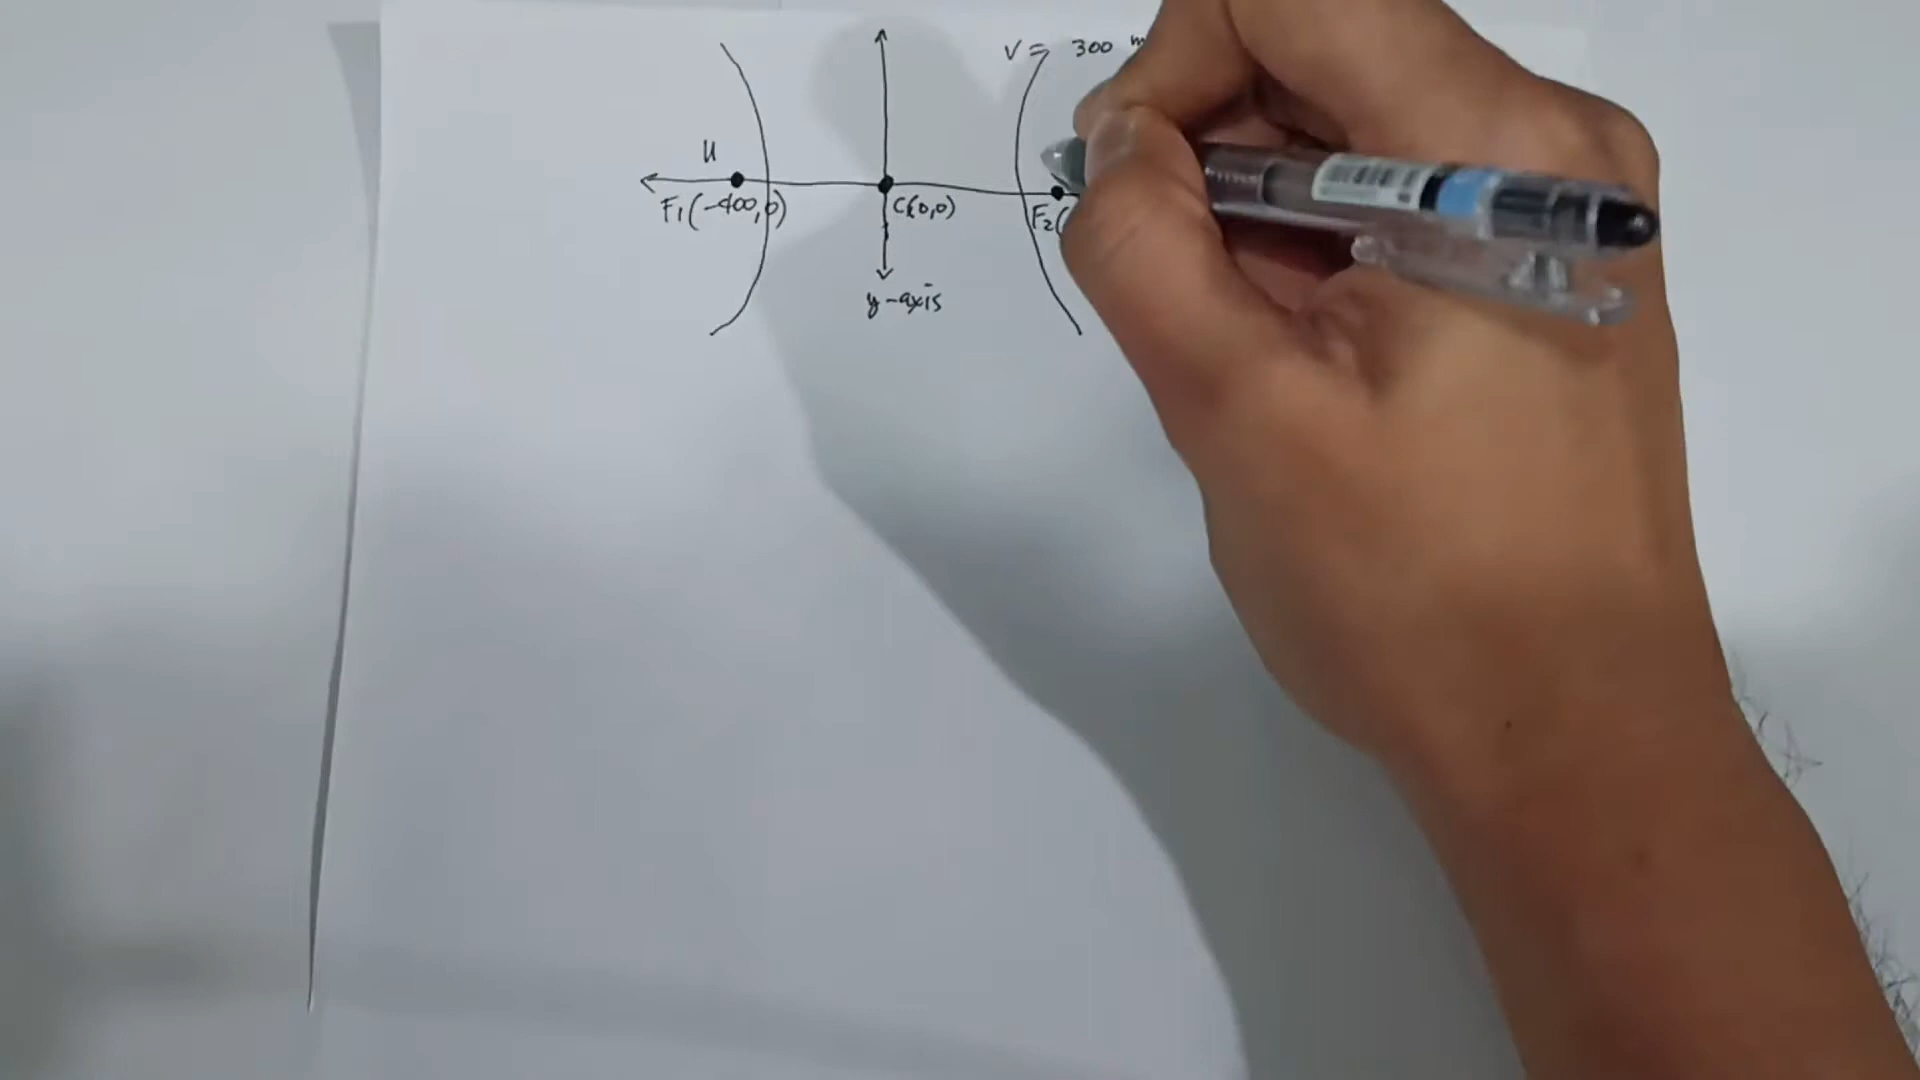 V = 300 m
U
F₁(-400,0)
C(0,0)
F₂(
y-axis